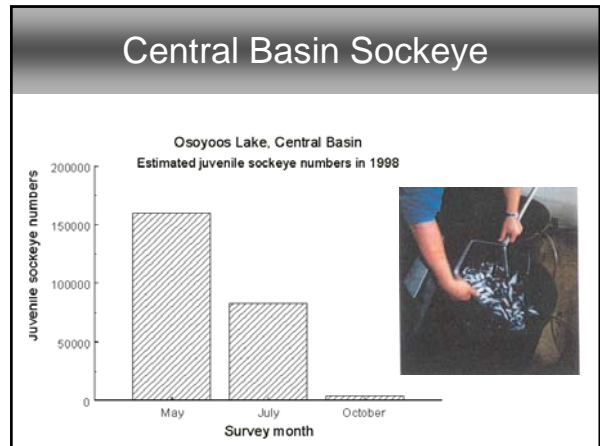 Central Basin Sockeye
Osoyoos Lake, Central Basin
Estimated juvenile sockeye numbers in 1998
Juvenile sockeye numbers
200000
150000
100000
50000
0
May July October
Survey month